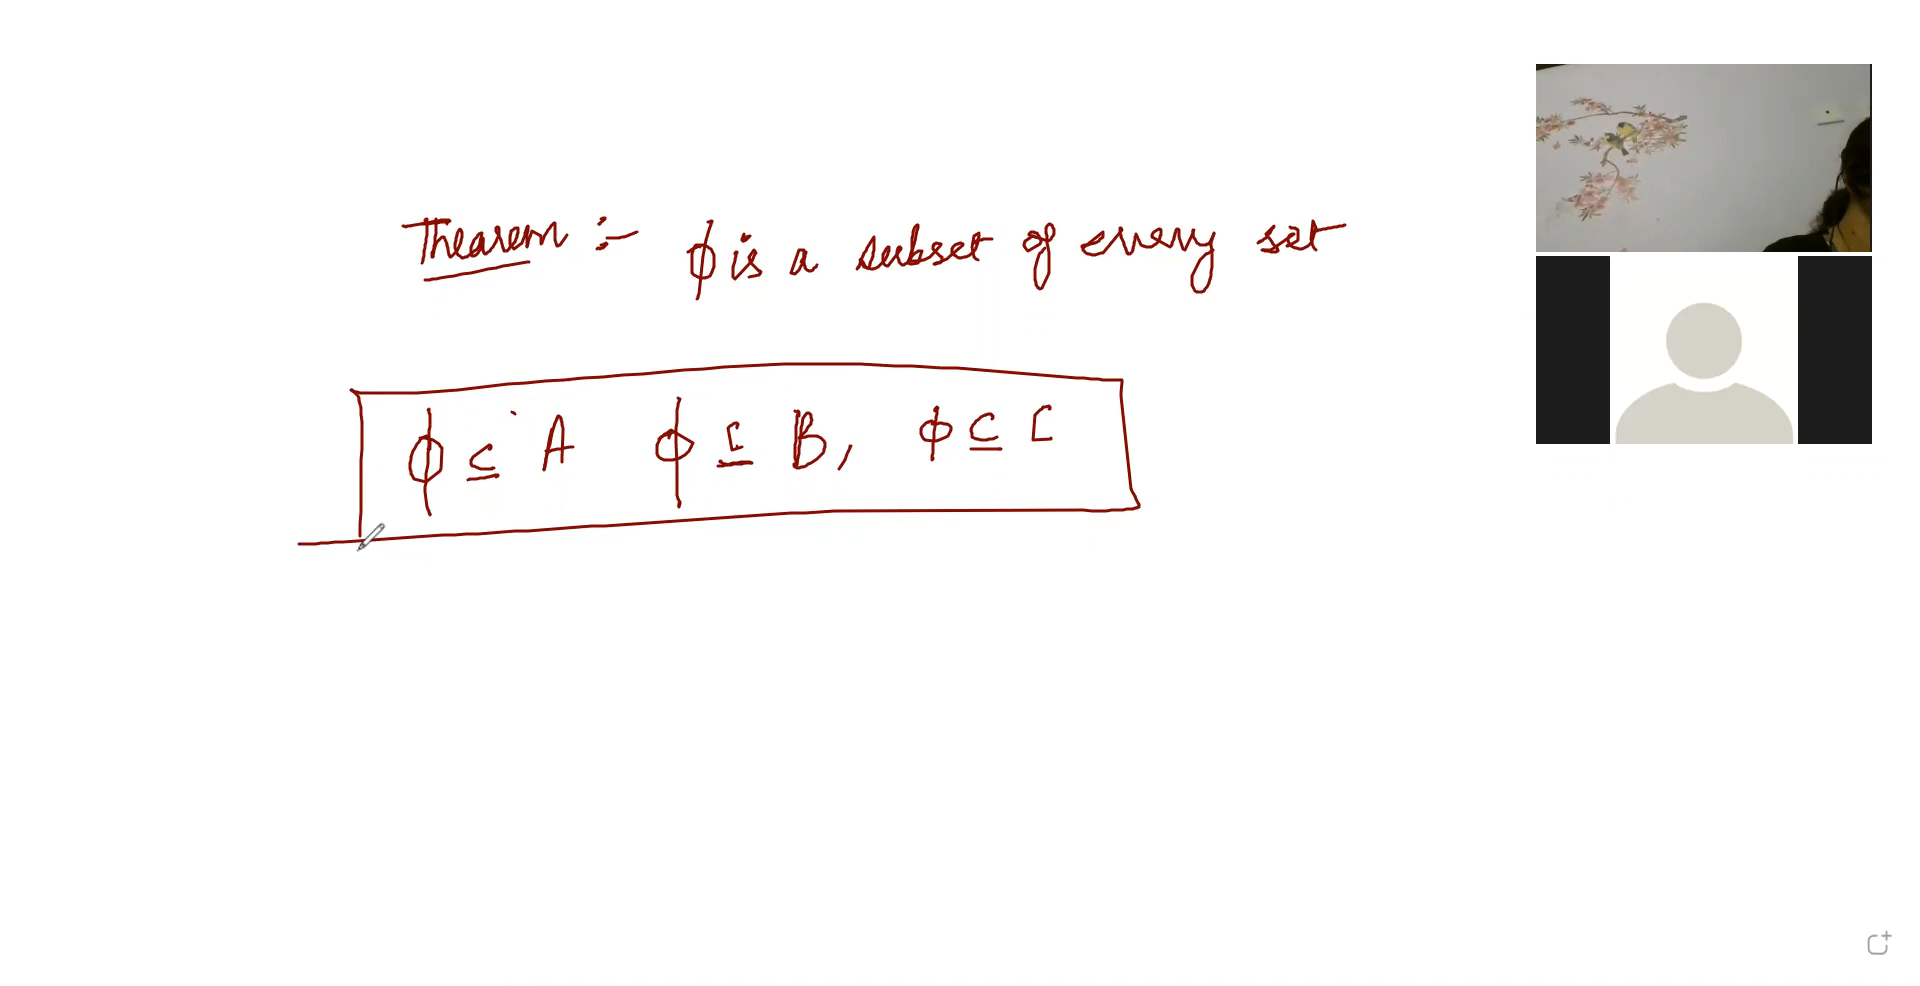 Theorem :- ϕ is a subset of every set
ϕ ⊆ A ϕ ⊆ B, ϕ ⊆ C